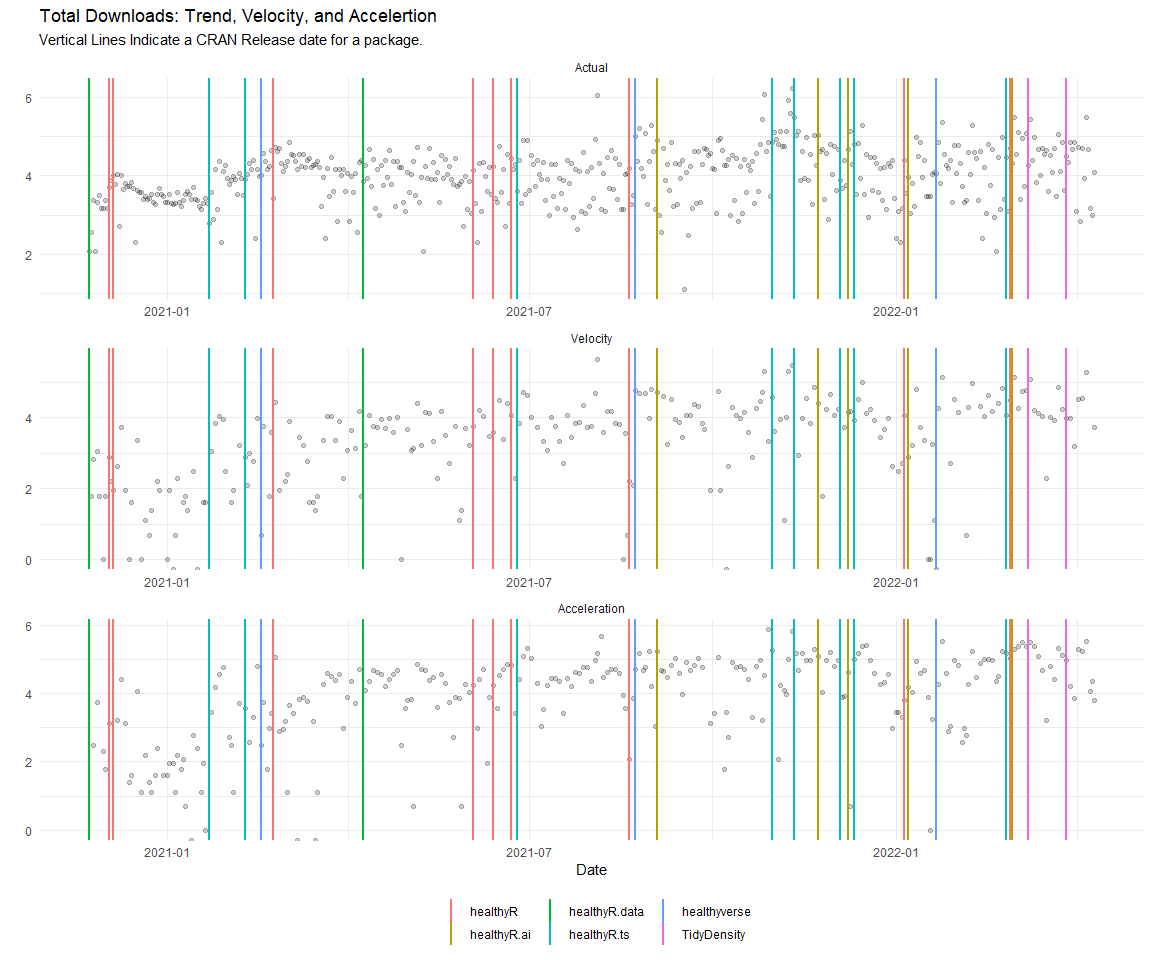 Total Downloads: Trend, Velocity, and Accelertion
Vertical Lines Indicate a CRAN Release date for a package.
Actual
6
4
2
2021-01 2021-07 2022-01
Velocity
4
2
0
2021-01 2021-07 2022-01
Acceleration
6
4
2
0
2021-01 2021-07 2022-01
Date
healthyR healthyR.data healthyverse
healthyR.ai healthyR.ts TidyDensity